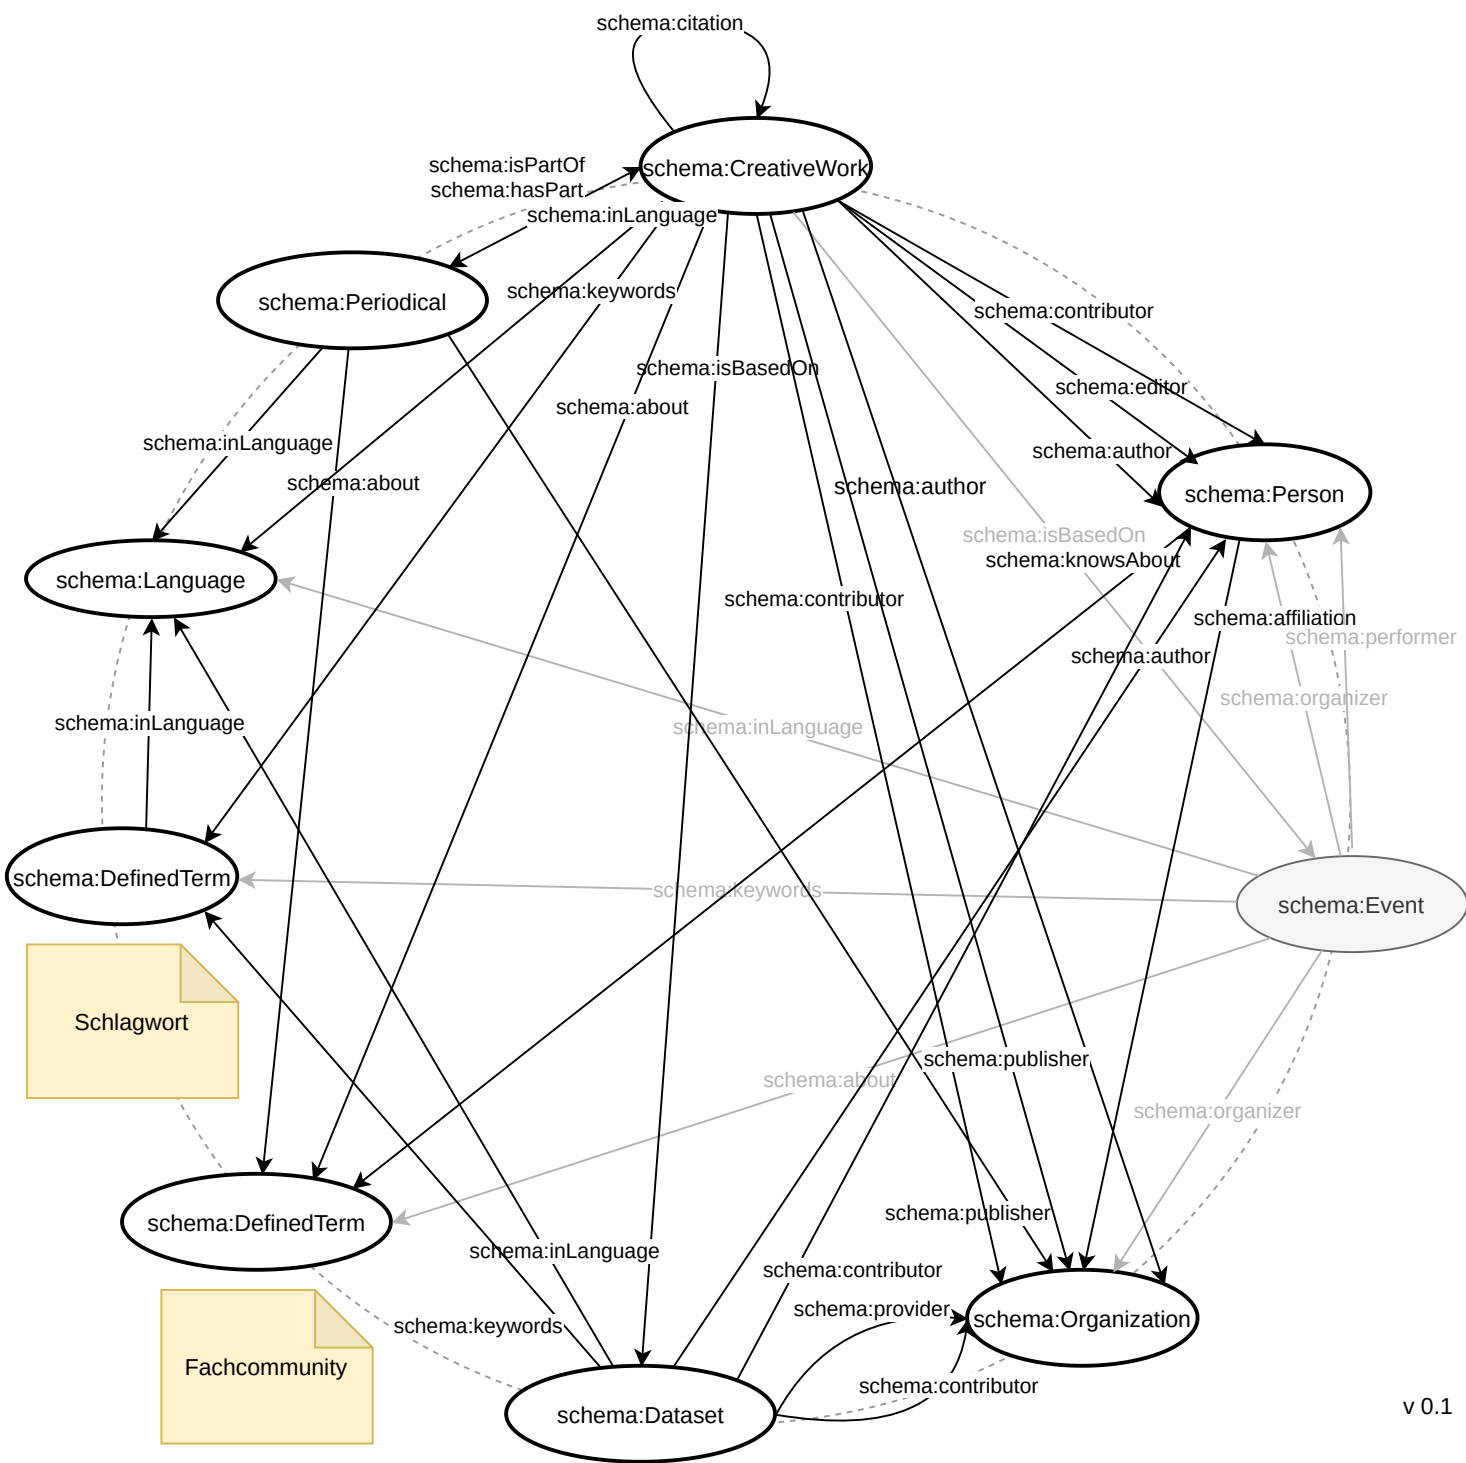 schema:citation
schema:isPartOf
schema:hasPart
schema:CreativeWork
schema:inLanguage
schema:keywords
schema:Periodical
schema:contributor
schema:isBasedOn
schema:editor
schema:about
schema:inLanguage
schema:author
schema:about
schema:author
schema:Person
schema:isBasedOn
schema:knowsAbout
schema:Language
schema:contributor
schema:affiliation
schema:performer
schema:author
schema:organizer
schema:inLanguage
schema:inLanguage
schema:DefinedTerm
schema:keywords
schema:Event
Schlagwort
schema:publisher
schema:about
schema:organizer
schema:DefinedTerm
schema:publisher
schema:inLanguage
schema:contributor
schema:provider
schema:Organization
schema:keywords
Fachcommunity
schema:contributor
schema:Dataset
v 0.1